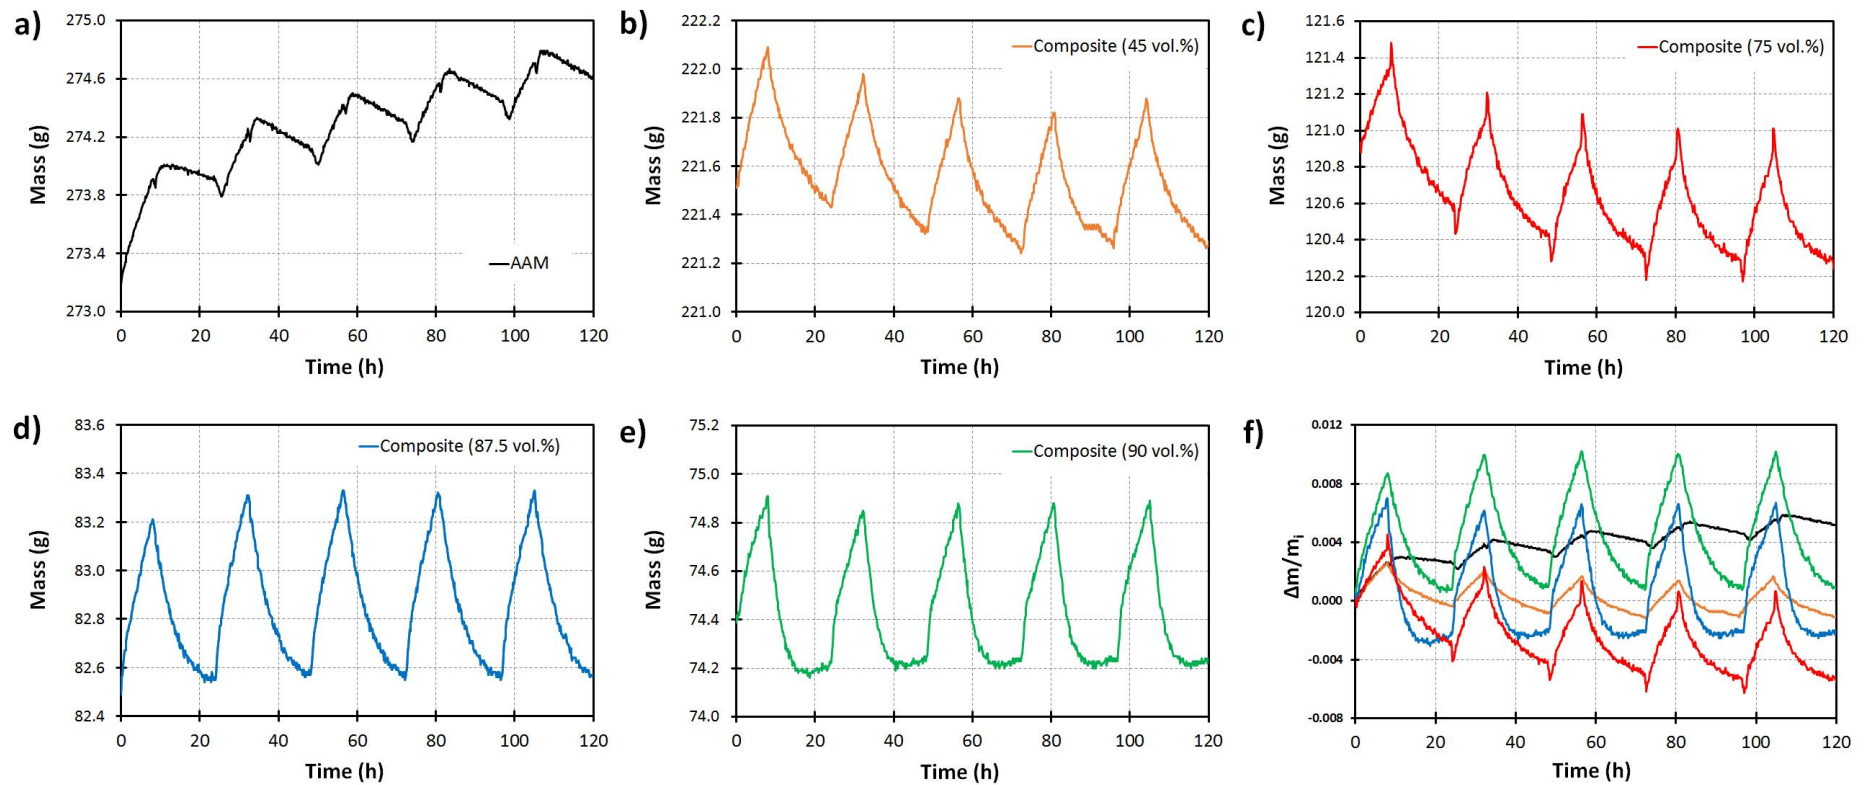 a)
275.0
274.6
274.2
273.8
273.4
273.0
Mass (g)
AAM
0 20 40 60 80 100 120
Time (h)
b)
222.2
222.0
221.8
221.6
221.4
221.2
221.0
Mass (g)
Composite (45 vol.%)
0 20 40 60 80 100 120
Time (h)
c)
121.6
121.4
121.2
121.0
120.8
120.6
120.4
120.2
120.0
Mass (g)
Composite (75 vol.%)
0 20 40 60 80 100 120
Time (h)
d)
83.6
83.4
83.2
83.0
82.8
82.6
82.4
Mass (g)
Composite (87.5 vol.%)
0 20 40 60 80 100 120
Time (h)
e)
75.2
75.0
74.8
74.6
74.4
74.2
74.0
Mass (g)
Composite (90 vol.%)
0 20 40 60 80 100 120
Time (h)
f)
0.012
0.008
0.004
0.000
-0.004
-0.008
Δm/mᵢ
0 20 40 60 80 100 120
Time (h)